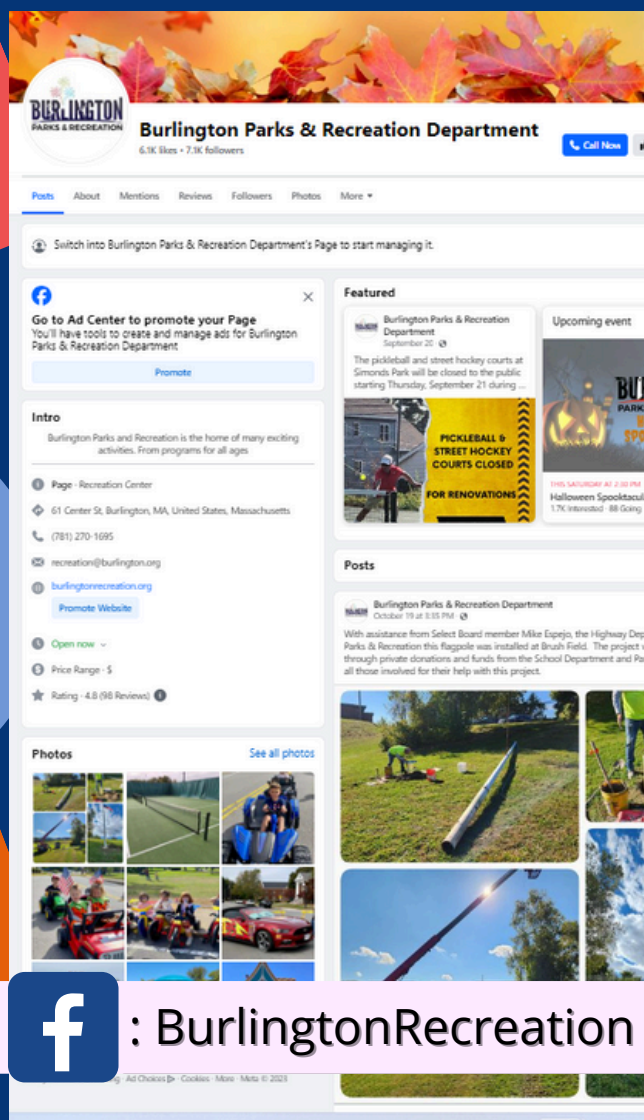 BURLINGTON
PARKS & RECREATION
Burlington Parks & Recreation Department
6.1K likes • 7.1K followers
Call Now
Posts About Mentions Reviews Followers Photos More
Switch into Burlington Parks & Recreation Department's Page to start managing it.
Go to Ad Center to promote your Page
You'll have tools to create and manage ads for Burlington
Parks & Recreation Department
Promote
Intro
Burlington Parks and Recreation is the home of many exciting
activities. From programs for all ages
Page · Recreation Center
61 Center St, Burlington, MA, United States, Massachusetts
(781) 270-1695
recreation@burlington.org
burlingtonrecreation.org
Promote Website
Open now
Price Range · $
Rating · 4.8 (98 Reviews)
Photos
See all photos
Featured
Burlington Parks & Recreation
Department
September 20
The pickleball and street hockey courts at
Simonds Park will be closed to the public
starting Thursday, September 21 during ...
PICKLEBALL &
STREET HOCKEY
COURTS CLOSED
FOR RENOVATIONS
Upcoming event
THIS SATURDAY AT 2:30 PM
Halloween Spooktacul
1.7K Interested · 88 Going
Posts
Burlington Parks & Recreation Department
October 19 at 3:35 PM
With assistance from Select Board member Mike Espejo, the Highway Dep
Parks & Recreation this flagpole was installed at Brush Field. The project
through private donations and funds from the School Department and Pa
all those involved for their help with this project.
Ad Choices · Cookies · More · Meta © 2023
f : BurlingtonRecreation